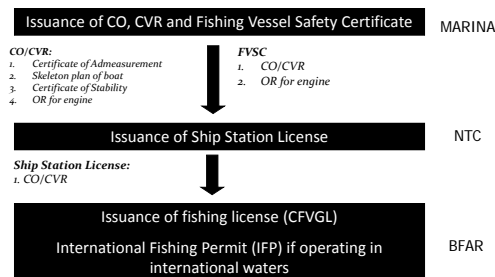 Issuance of CO, CVR and Fishing Vessel Safety Certificate
MARINA
CO/CVR:
1. Certificate of Admeasurement
2. Skeleton plan of boat
3. Certificate of Stability
4. OR for engine
FVSC
1. CO/CVR
2. OR for engine
Issuance of Ship Station License
NTC
Ship Station License:
1. CO/CVR
Issuance of fishing license (CFVGL)
International Fishing Permit (IFP) if operating in
international waters
BFAR